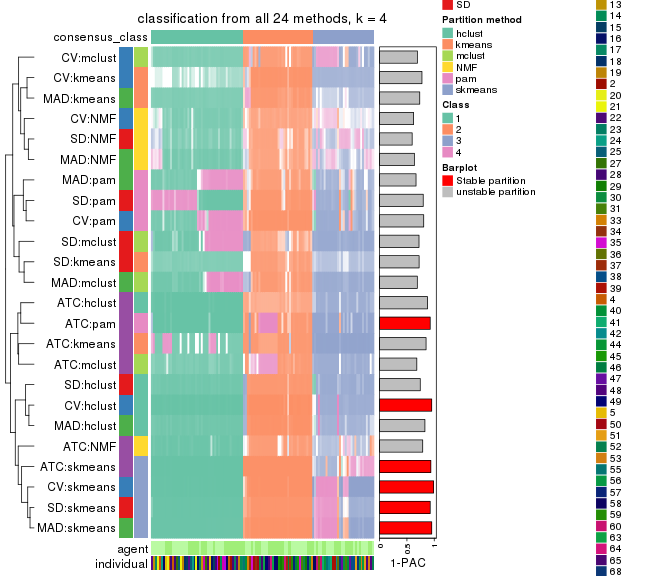 classification from all 24 methods, k = 4
consensus_class
CV:mclust
CV:kmeans
MAD:kmeans
CV:NMF
SD:NMF
MAD:NMF
MAD:pam
SD:pam
CV:pam
SD:mclust
SD:kmeans
MAD:mclust
ATC:hclust
ATC:pam
ATC:kmeans
ATC:mclust
SD:hclust
CV:hclust
MAD:hclust
ATC:NMF
ATC:skmeans
CV:skmeans
SD:skmeans
MAD:skmeans
agent
individual
0
0.5
1
1-PAC
SD
Partition method
hclust
kmeans
mclust
NMF
pam
skmeans
Class
1
2
3
4
Barplot
Stable partition
unstable partition
13
14
15
16
17
18
19
2
20
21
22
23
24
25
27
28
29
30
31
33
34
35
36
37
38
39
4
40
41
42
44
45
46
47
48
49
5
50
51
52
53
55
56
57
58
59
60
63
64
65
68